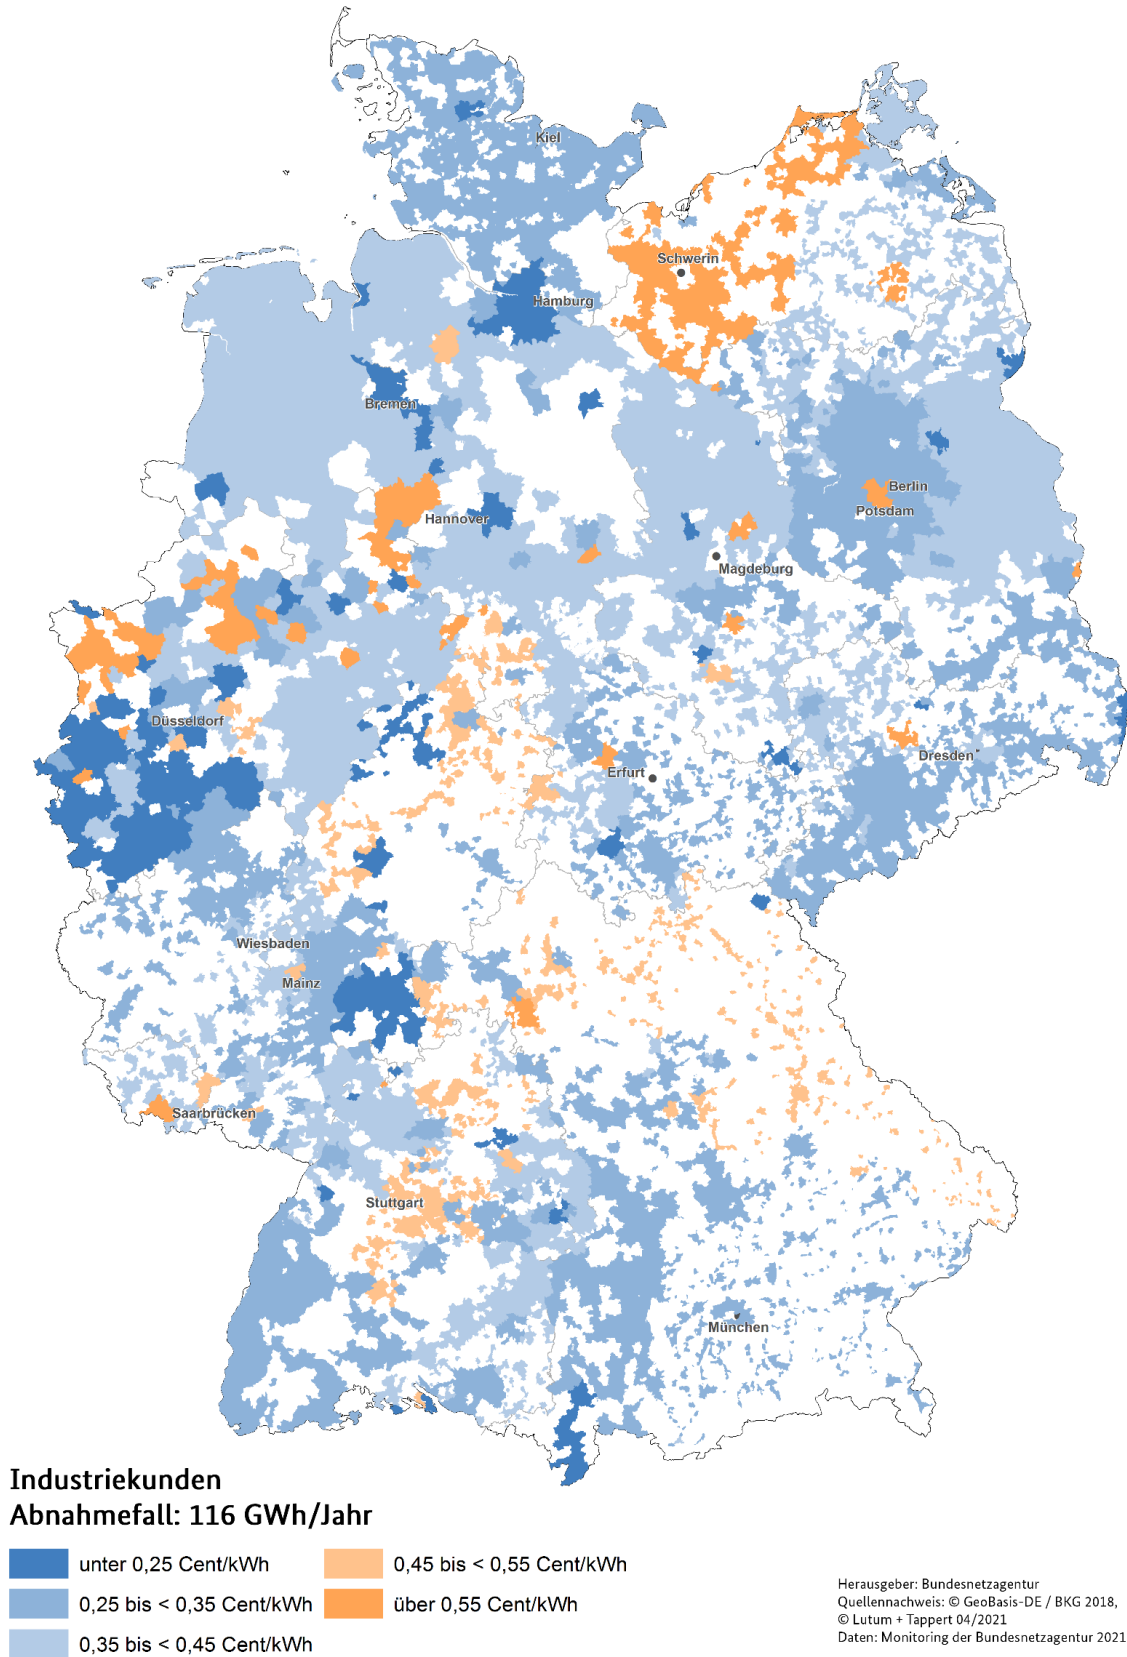 Kiel
Schwerin
Hamburg
Bremen
Berlin
Hannover
Potsdam
Magdeburg
Düsseldorf
Dresden
Erfurt
Wiesbaden
Mainz
Saarbrücken
Stuttgart
München
Industriekunden
Abnahmefall: 116 GWh/Jahr
unter 0,25 Cent/kWh
0,45 bis < 0,55 Cent/kWh
0,25 bis < 0,35 Cent/kWh
über 0,55 Cent/kWh
0,35 bis < 0,45 Cent/kWh
Herausgeber: Bundesnetzagentur
Quellennachweis: © GeoBasis-DE / BKG 2018,
© Lutum + Tappert 04/2021
Daten: Monitoring der Bundesnetzagentur 2021